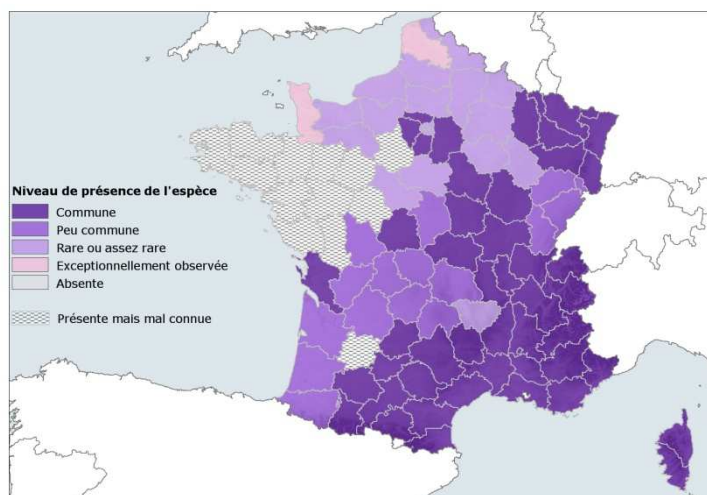 Niveau de présence de l'espèce
Commune
Peu commune
Rare ou assez rare
Exceptionnellement observée
Absente
Présente mais mal connue